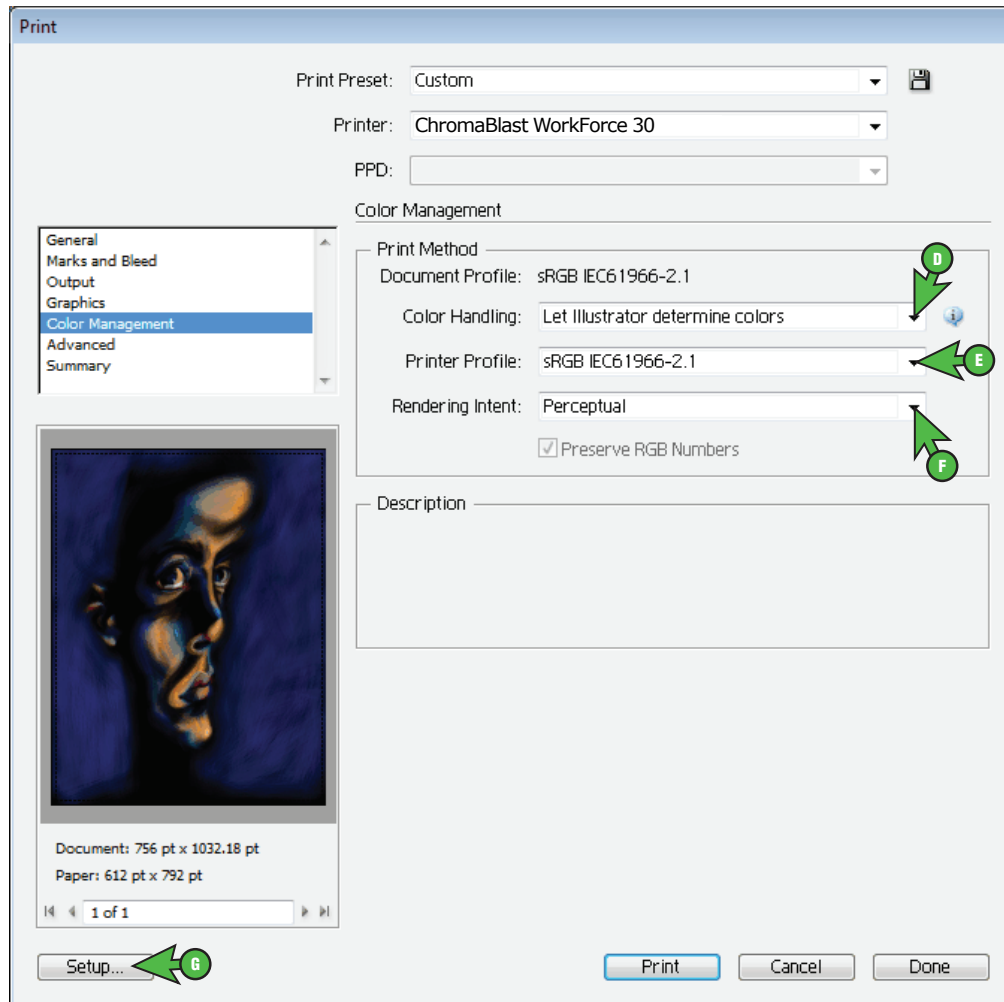 Print
Print Preset: Custom
Printer: ChromaBlast WorkForce 30
PPD:
Color Management
General
Marks and Bleed
Output
Graphics
Color Management
Advanced
Summary
Print Method
Document Profile: sRGB IEC61966-2.1
D
Color Handling: Let Illustrator determine colors
Printer Profile: sRGB IEC61966-2.1
E
Rendering Intent: Perceptual
Preserve RGB Numbers
F
Description
Document: 756 pt x 1032.18 pt
Paper: 612 pt x 792 pt
1 of 1
Setup...
G
Print
Cancel
Done